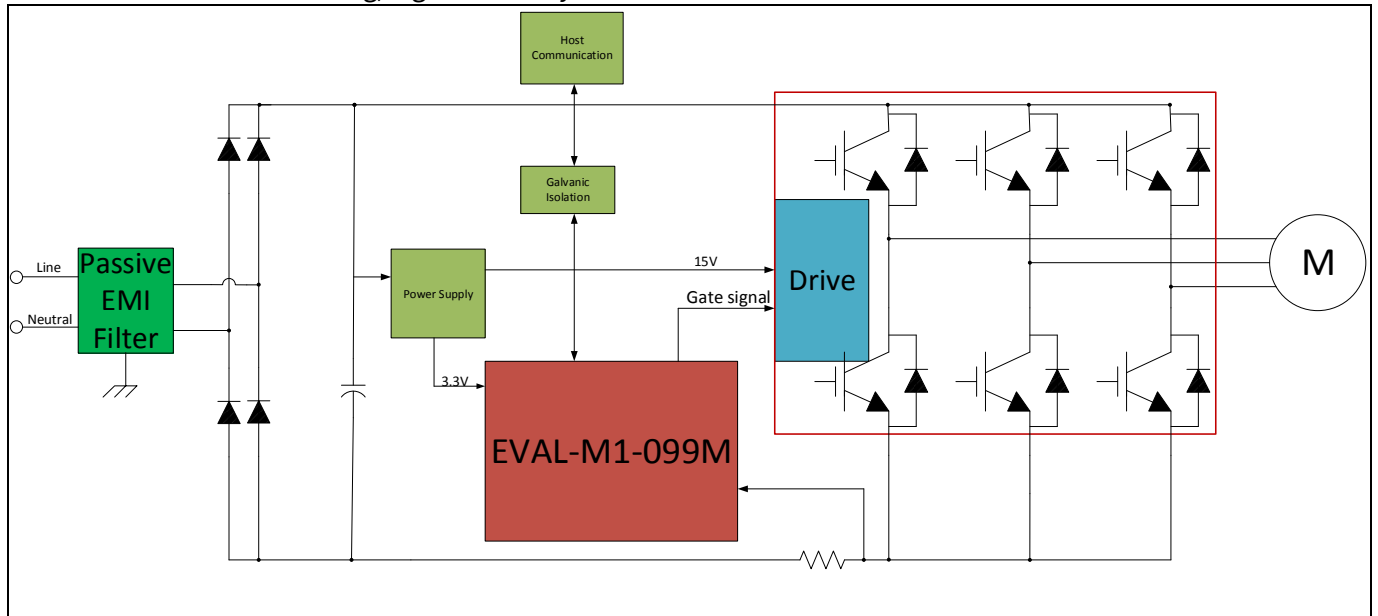 Host
Communication
Galvanic
Isolation
Line
Passive
EMI
Filter
Neutral
Power Supply
15V
Gate signal
Drive
M
3.3V
EVAL-M1-099M